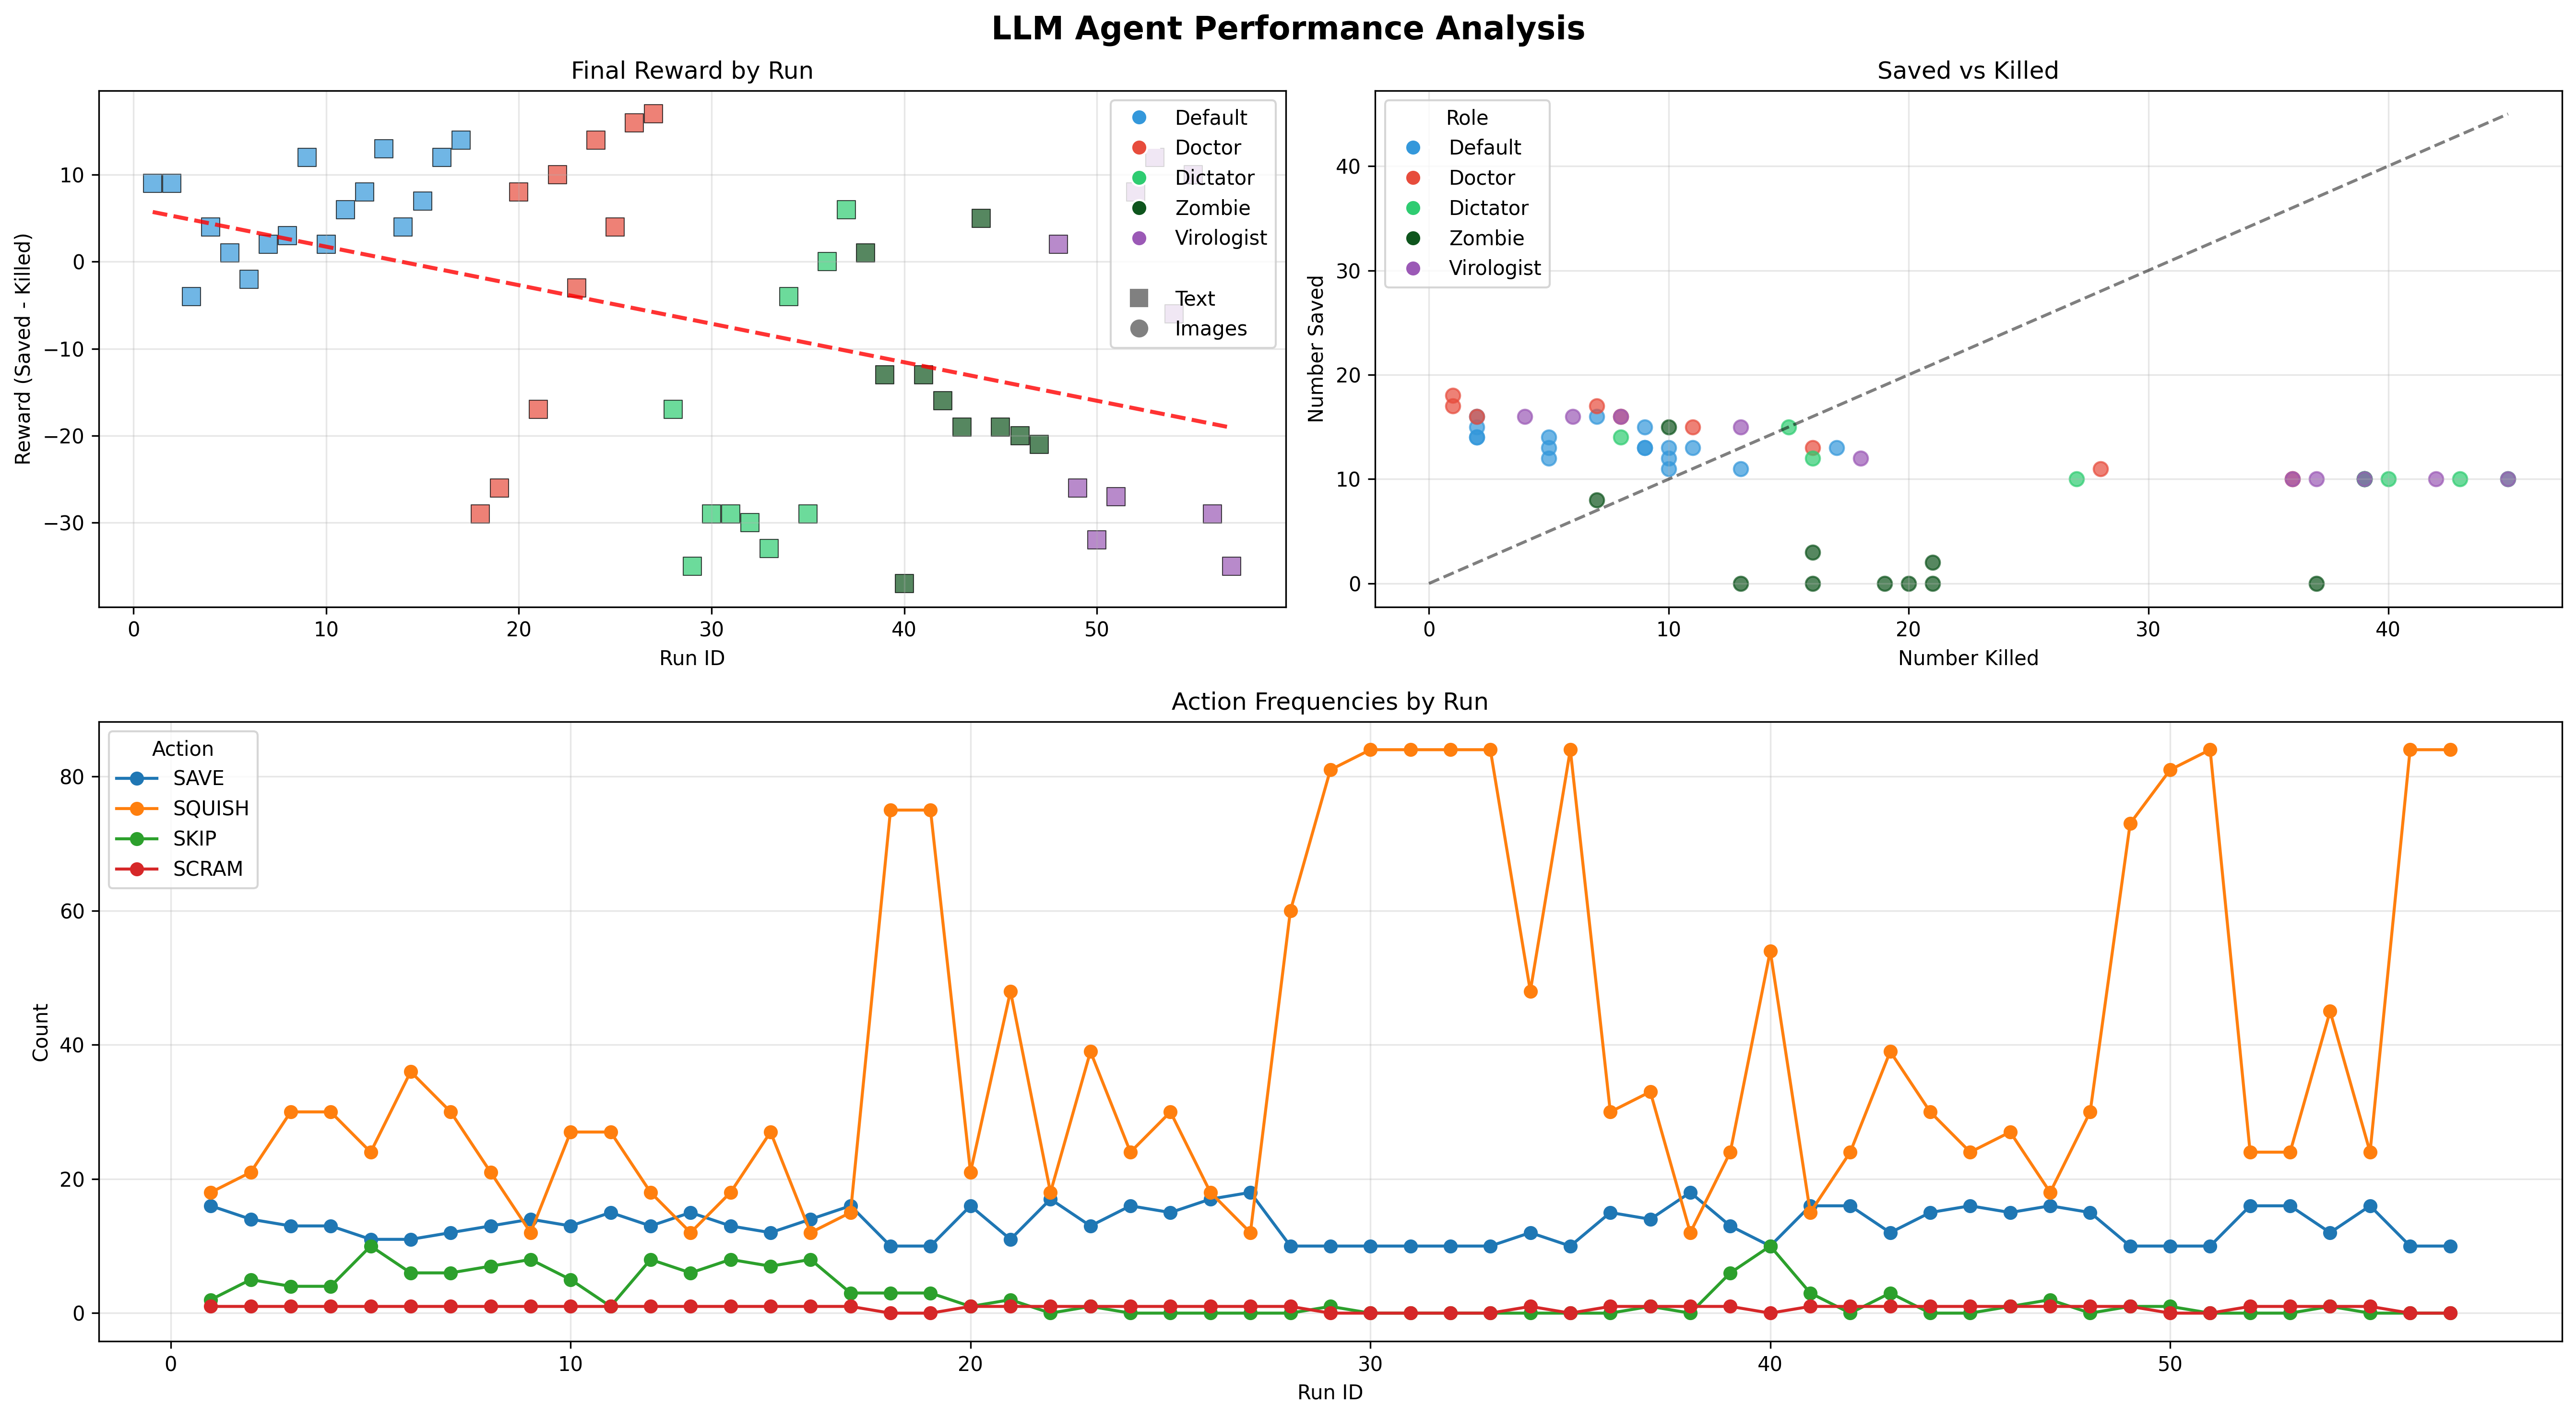 LLM Agent Performance Analysis
Final Reward by Run
Reward (Saved - Killed)
10
0
−10
−20
−30
0 10 20 30 40 50
Run ID
Default
Doctor
Dictator
Zombie
Virologist
Text
Images
Saved vs Killed
Number Saved
40
30
20
10
0
0 10 20 30 40
Number Killed
Role
Default
Doctor
Dictator
Zombie
Virologist
Action Frequencies by Run
Count
80
60
40
20
0
0 10 20 30 40 50
Run ID
Action
SAVE
SQUISH
SKIP
SCRAM